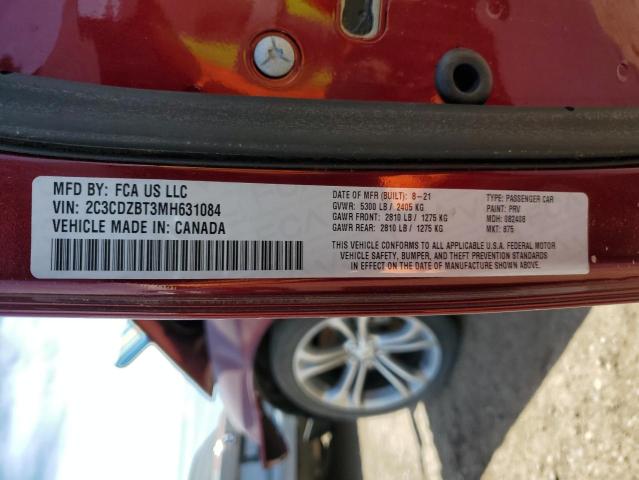 MFD BY: FCA US LLC
VIN: 2C3CDZBT3MH631084
VEHICLE MADE IN: CANADA
DATE OF MFR (BUILT): 8-21
GVWR: 5300 LB / 2405 KG
GAWR FRONT: 2810 LB / 1275 KG
GAWR REAR: 2810 LB / 1275 KG
TYPE: PASSENGER CAR
PAINT: PRV
MDH: 082408
MKT: 875
THIS VEHICLE CONFORMS TO ALL APPLICABLE U.S.A. FEDERAL MOTOR
VEHICLE SAFETY, BUMPER, AND THEFT PREVENTION STANDARDS
IN EFFECT ON THE DATE OF MANUFACTURE SHOWN ABOVE.